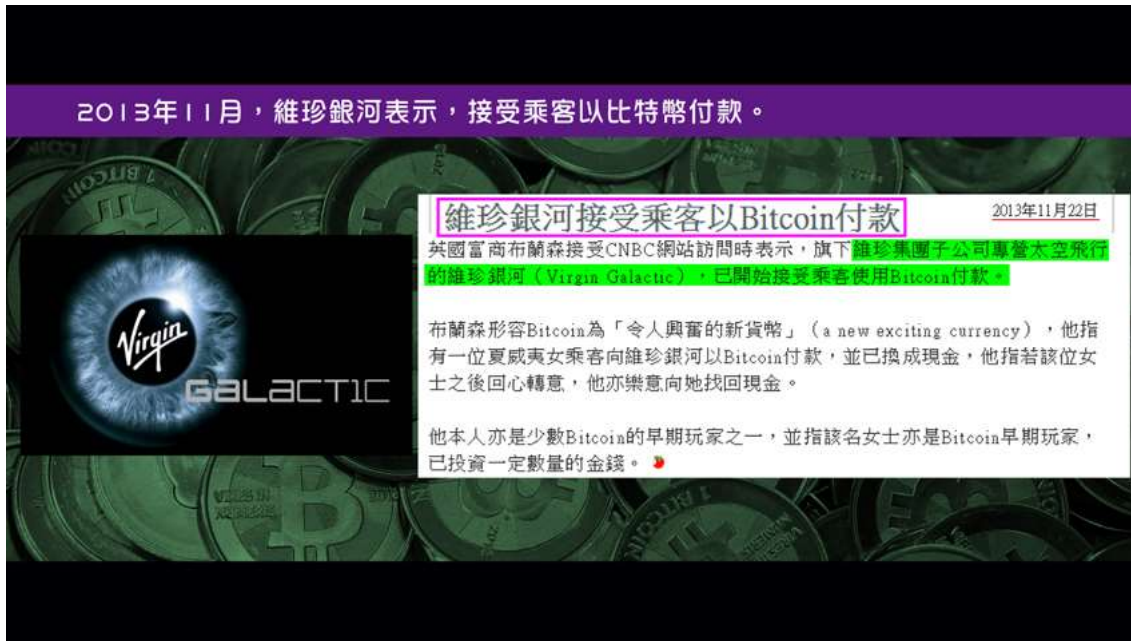 2013年11月，維珍銀河表示，接受乘客以比特幣付款。
維珍銀河接受乘客以Bitcoin付款
2013年11月22日
英國富商布蘭森接受CNBC網站訪問時表示，旗下維珍集團子公司專營太空飛行
的維珍銀河（Virgin Galactic），已開始接受乘客使用Bitcoin付款。
布蘭森形容Bitcoin為「令人興奮的新貨幣」（a new exciting currency），他指
有一位夏威夷女乘客向維珍銀河以Bitcoin付款，並已換成現金，他指若該位女
士之後回心轉意，他亦樂意向她找回現金。
他本人亦是少數Bitcoin的早期玩家之一，並指該名女士亦是Bitcoin早期玩家，
已投資一定數量的金錢。
Virgin
GALACTIC
1 BITCOIN